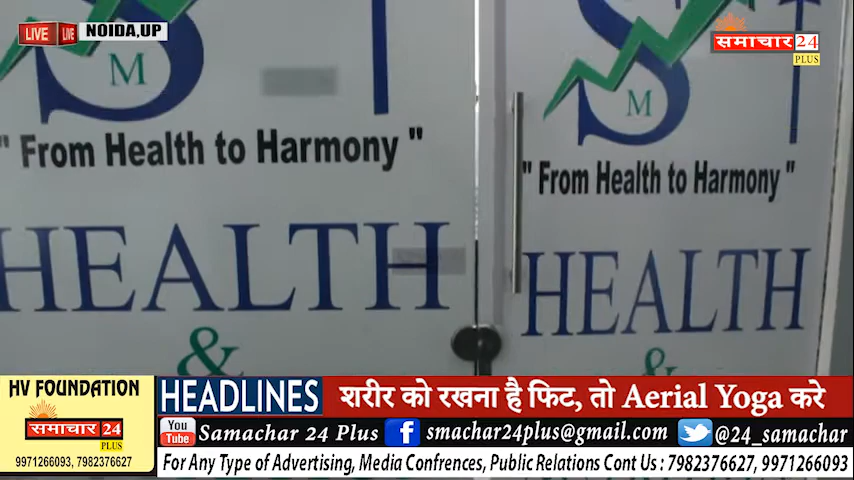 LIVE LIVE NOIDA,UP
समाचार 24
PLUS
S M
S M
" From Health to Harmony "
" From Health to Harmony "
HEALTH
HEALTH
&
&
HV FOUNDATION
समाचार 24
PLUS
9971266093, 7982376627
HEADLINES शरीर को रखना है फिट, तो Aerial Yoga करे
You Tube Samachar 24 Plus f smachar24plus@gmail.com @24_samachar
For Any Type of Advertising, Media Confrences, Public Relations Cont Us : 7982376627, 9971266093